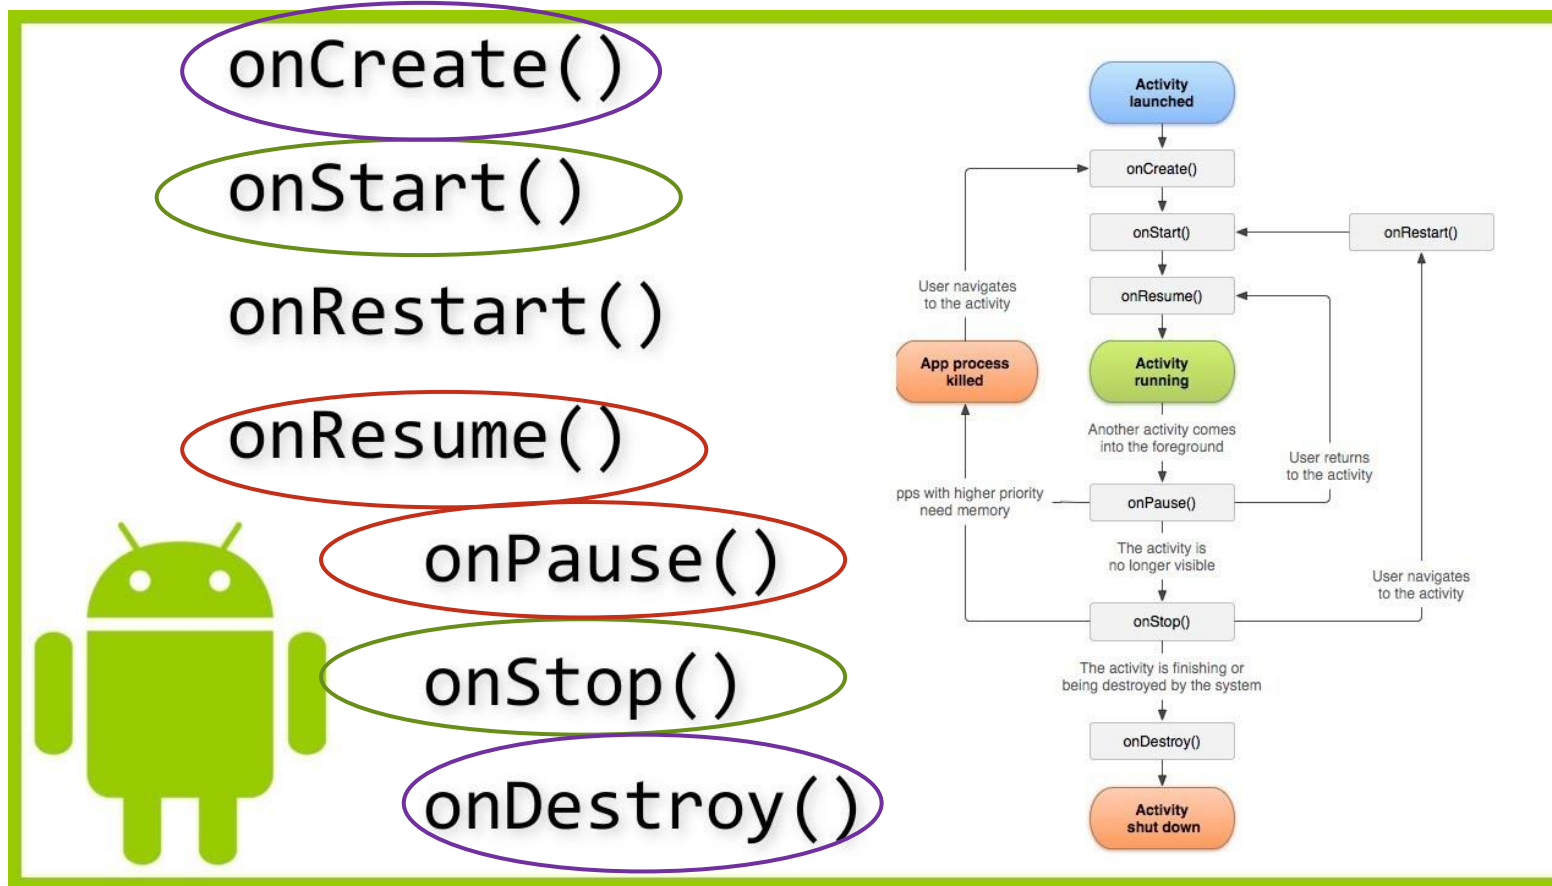 onCreate()
onStart()
onRestart()
onResume()
onPause()
onStop()
onDestroy()
Activity
launched
onCreate()
onStart()
onRestart()
onResume()
User navigates
to the activity
App process
killed
Activity
running
Another activity comes
into the foreground
User returns
to the activity
pps with higher priority
need memory
onPause()
The activity is
no longer visible
User navigates
to the activity
onStop()
The activity is finishing or
being destroyed by the system
onDestroy()
Activity
shut down